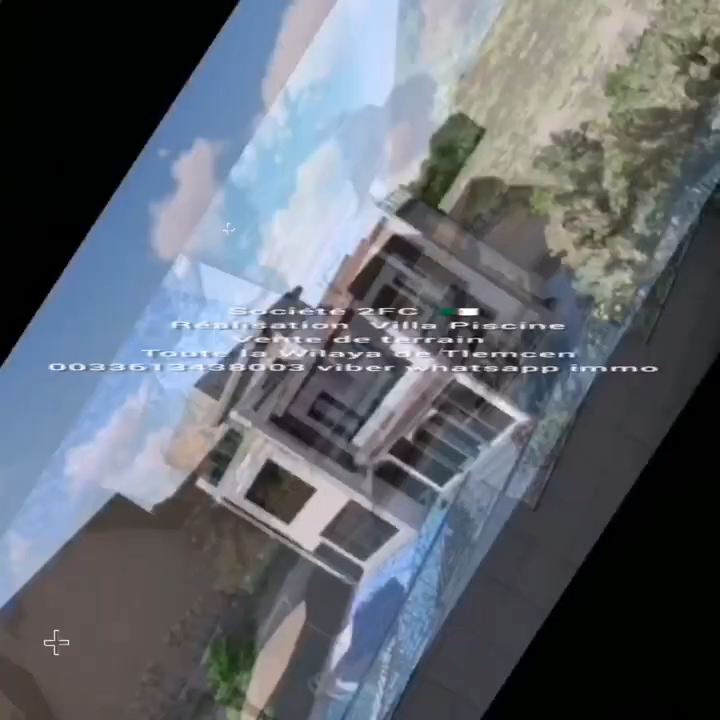 Société 2FC
Réalisation Villa Piscine
Vente de terrain
Toute la Wilaya de Tlemcen
0033613438003 viber whatsapp immo